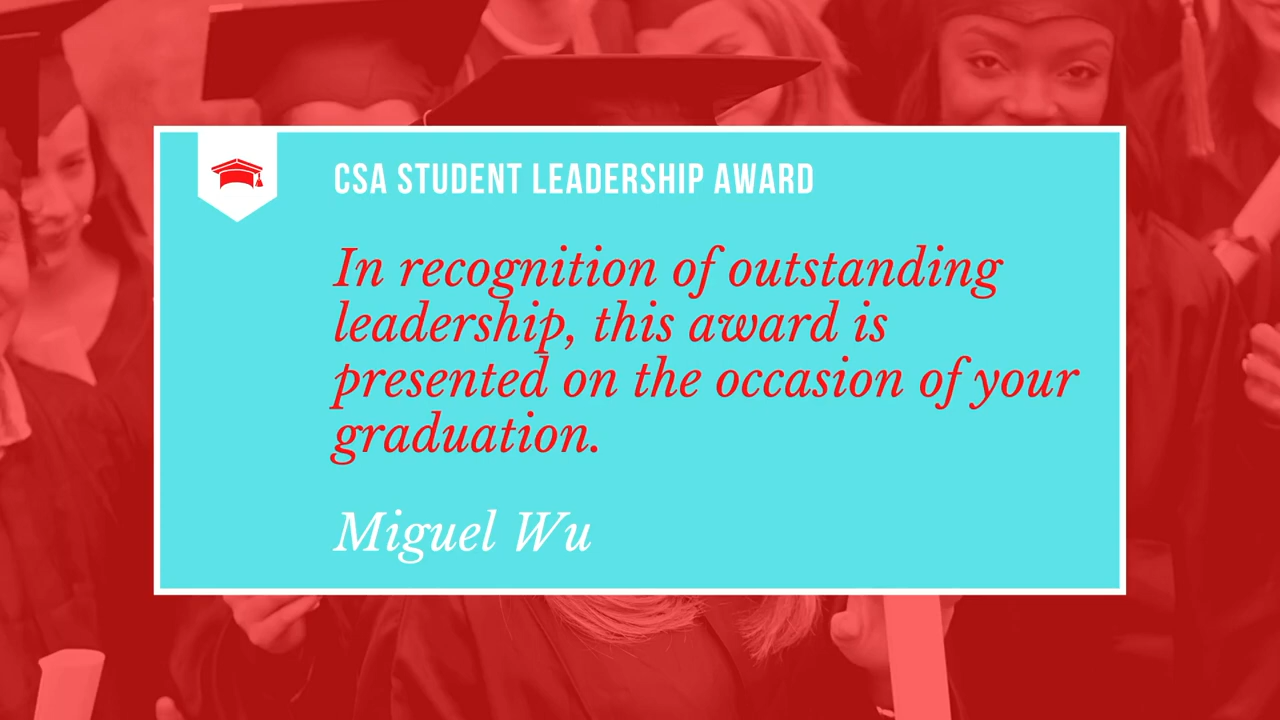 CSA STUDENT LEADERSHIP AWARD
In recognition of outstanding
leadership, this award is
presented on the occasion of your
graduation.
Miguel Wu